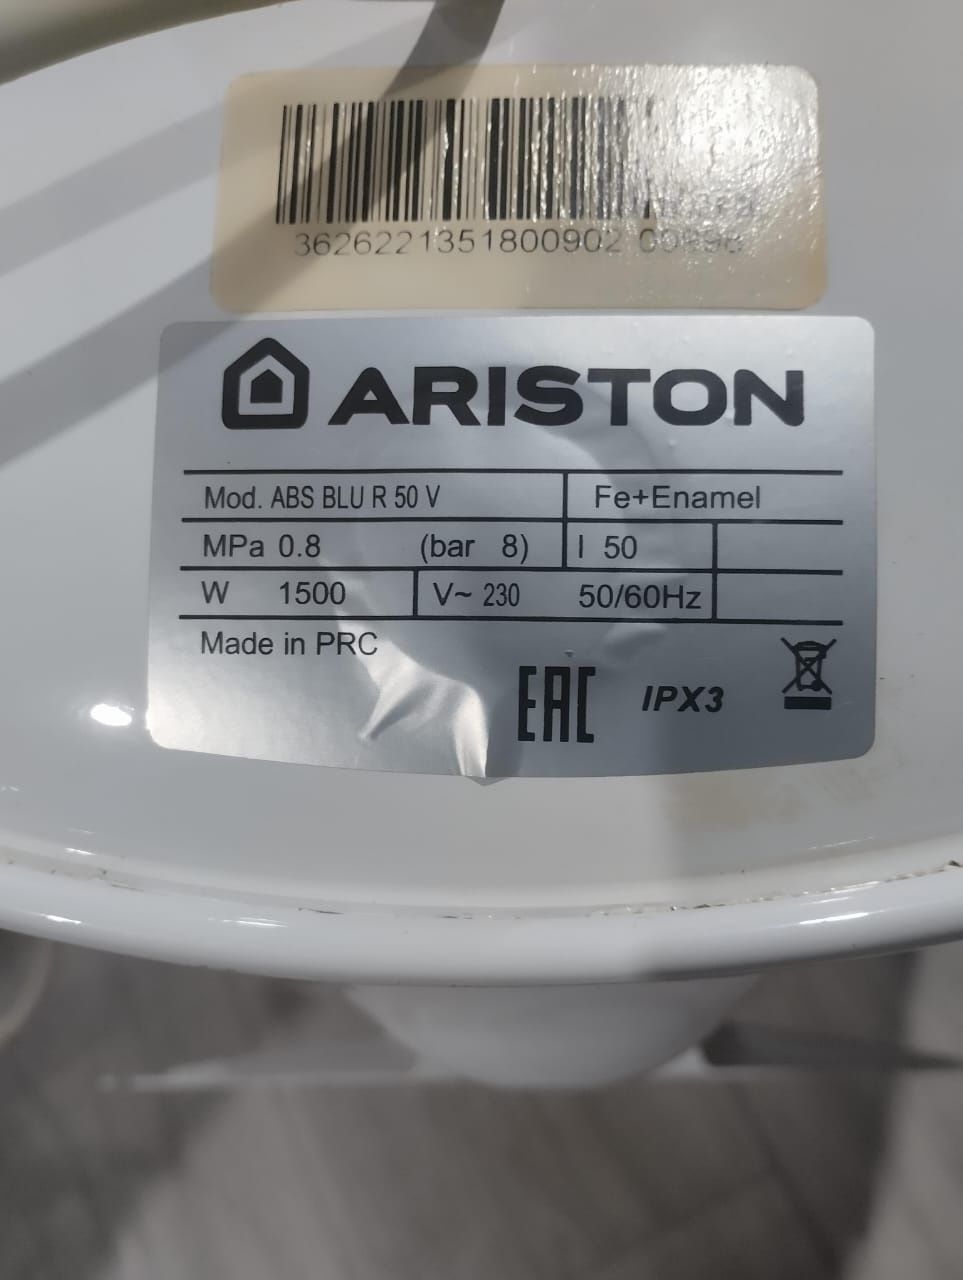 3626221351800902
ARISTON
Mod. ABS BLU R 50 V Fe+Enamel
MPa 0.8 (bar 8) l 50
W 1500 V~ 230 50/60Hz
Made in PRC
EAC IPX3